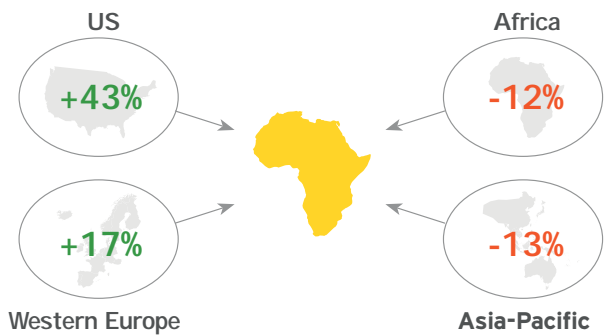 US
Africa
+43%
-12%
+17%
-13%
Western Europe
Asia-Pacific